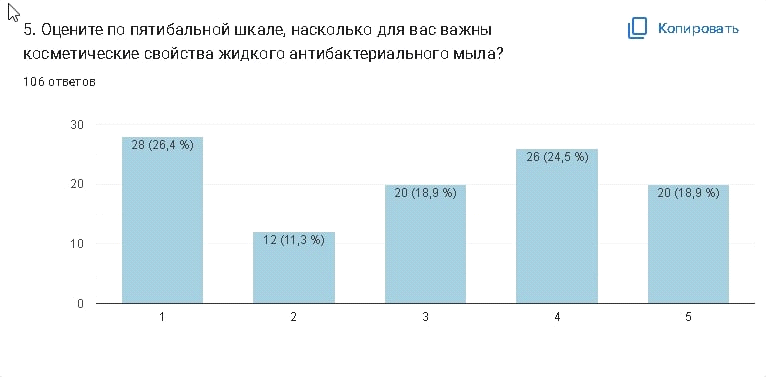 5. Оцените по пятибальной шкале, насколько для вас важны
косметические свойства жидкого антибактериального мыла?
Копировать
106 ответов
30
20
10
0
28 (26,4 %)
12 (11,3 %)
20 (18,9 %)
26 (24,5 %)
20 (18,9 %)
1 2 3 4 5